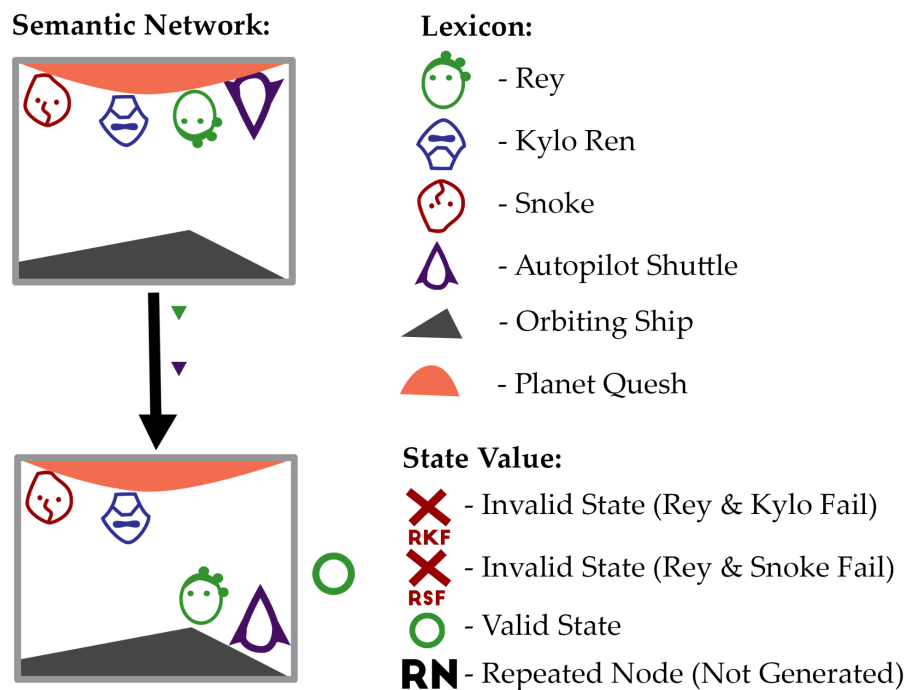 Semantic Network:
Lexicon:
- Rey
- Kylo Ren
- Snoke
- Autopilot Shuttle
- Orbiting Ship
- Planet Quesh
State Value:
- Invalid State (Rey & Kylo Fail)
RKF
- Invalid State (Rey & Snoke Fail)
RSF
- Valid State
RN - Repeated Node (Not Generated)